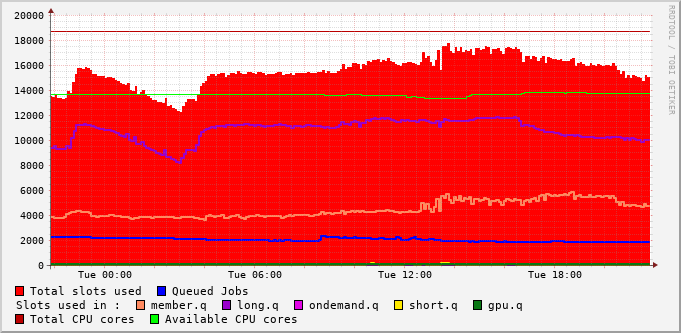 20000
18000
16000
14000
12000
10000
8000
6000
4000
2000
0
Tue 00:00 Tue 06:00 Tue 12:00 Tue 18:00
Total slots used Queued Jobs
Slots used in : member.q long.q ondemand.q short.q gpu.q
Total CPU cores Available CPU cores
RRDTOOL / TOBI OETIKER